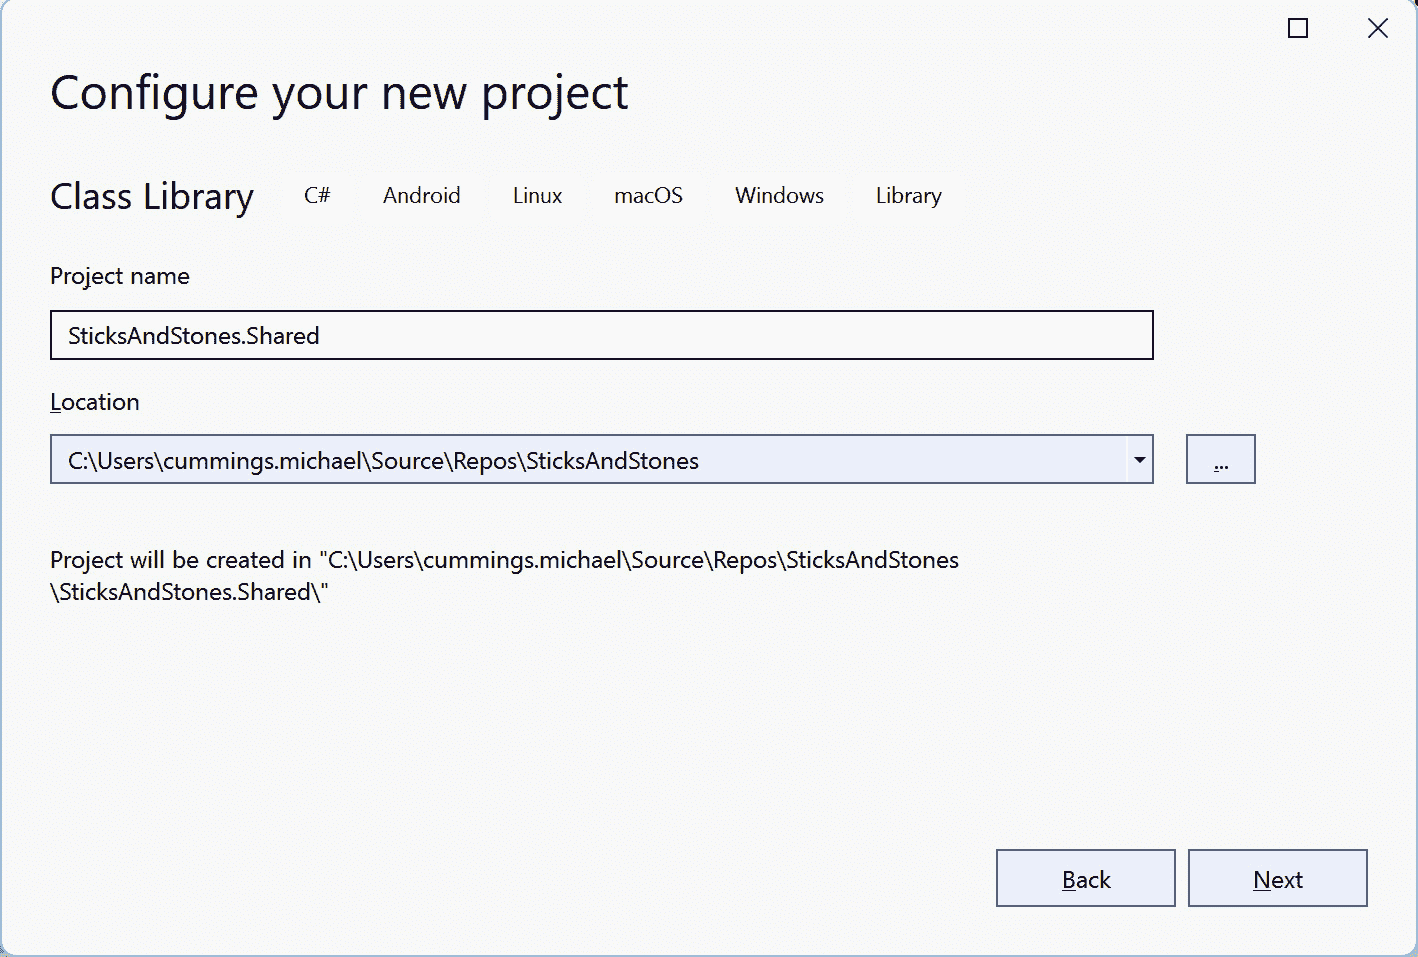 Configure your new project
Class Library C# Android Linux macOS Windows Library
Project name
SticksAndStones.Shared
Location
C:\Users\cummings.michael\Source\Repos\SticksAndStones
...
Project will be created in "C:\Users\cummings.michael\Source\Repos\SticksAndStones
\SticksAndStones.Shared\"
Back Next